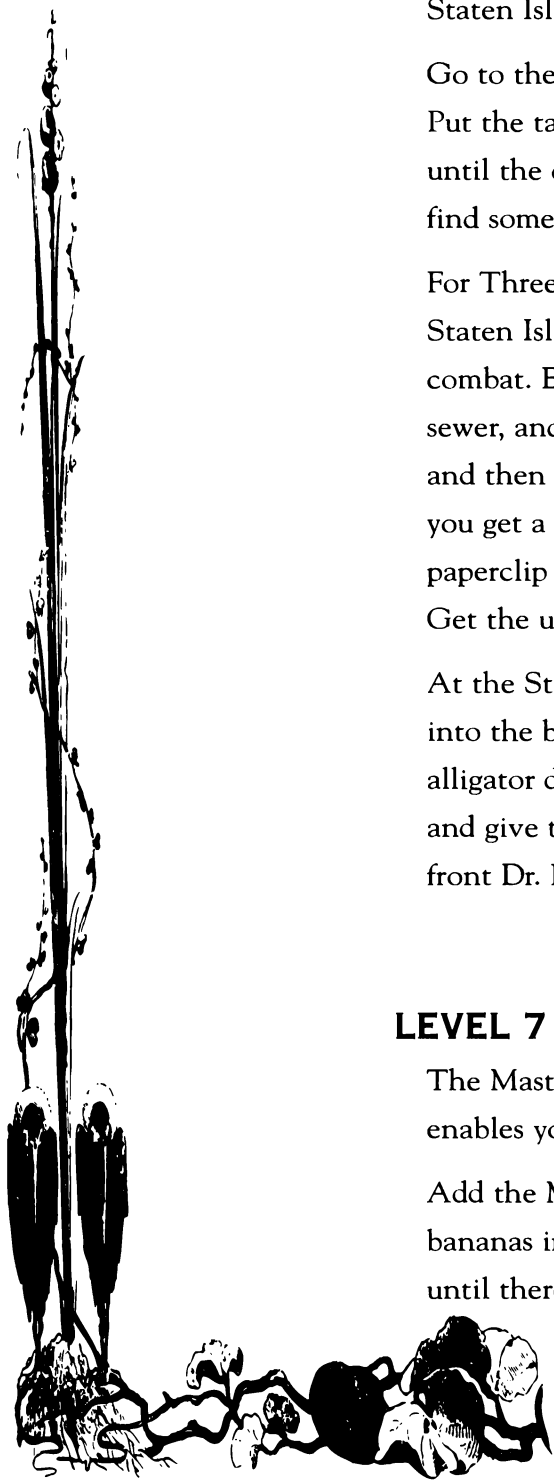 Staten Isl
Go to the
Put the ta
until the
find some
For Three
Staten Isl
combat.
sewer, and
and then
you get a
paperclip
Get the u
At the St
into the b
alligator d
and give t
front Dr.
LEVEL 7
The Mast
enables yo
Add the M
bananas in
until there